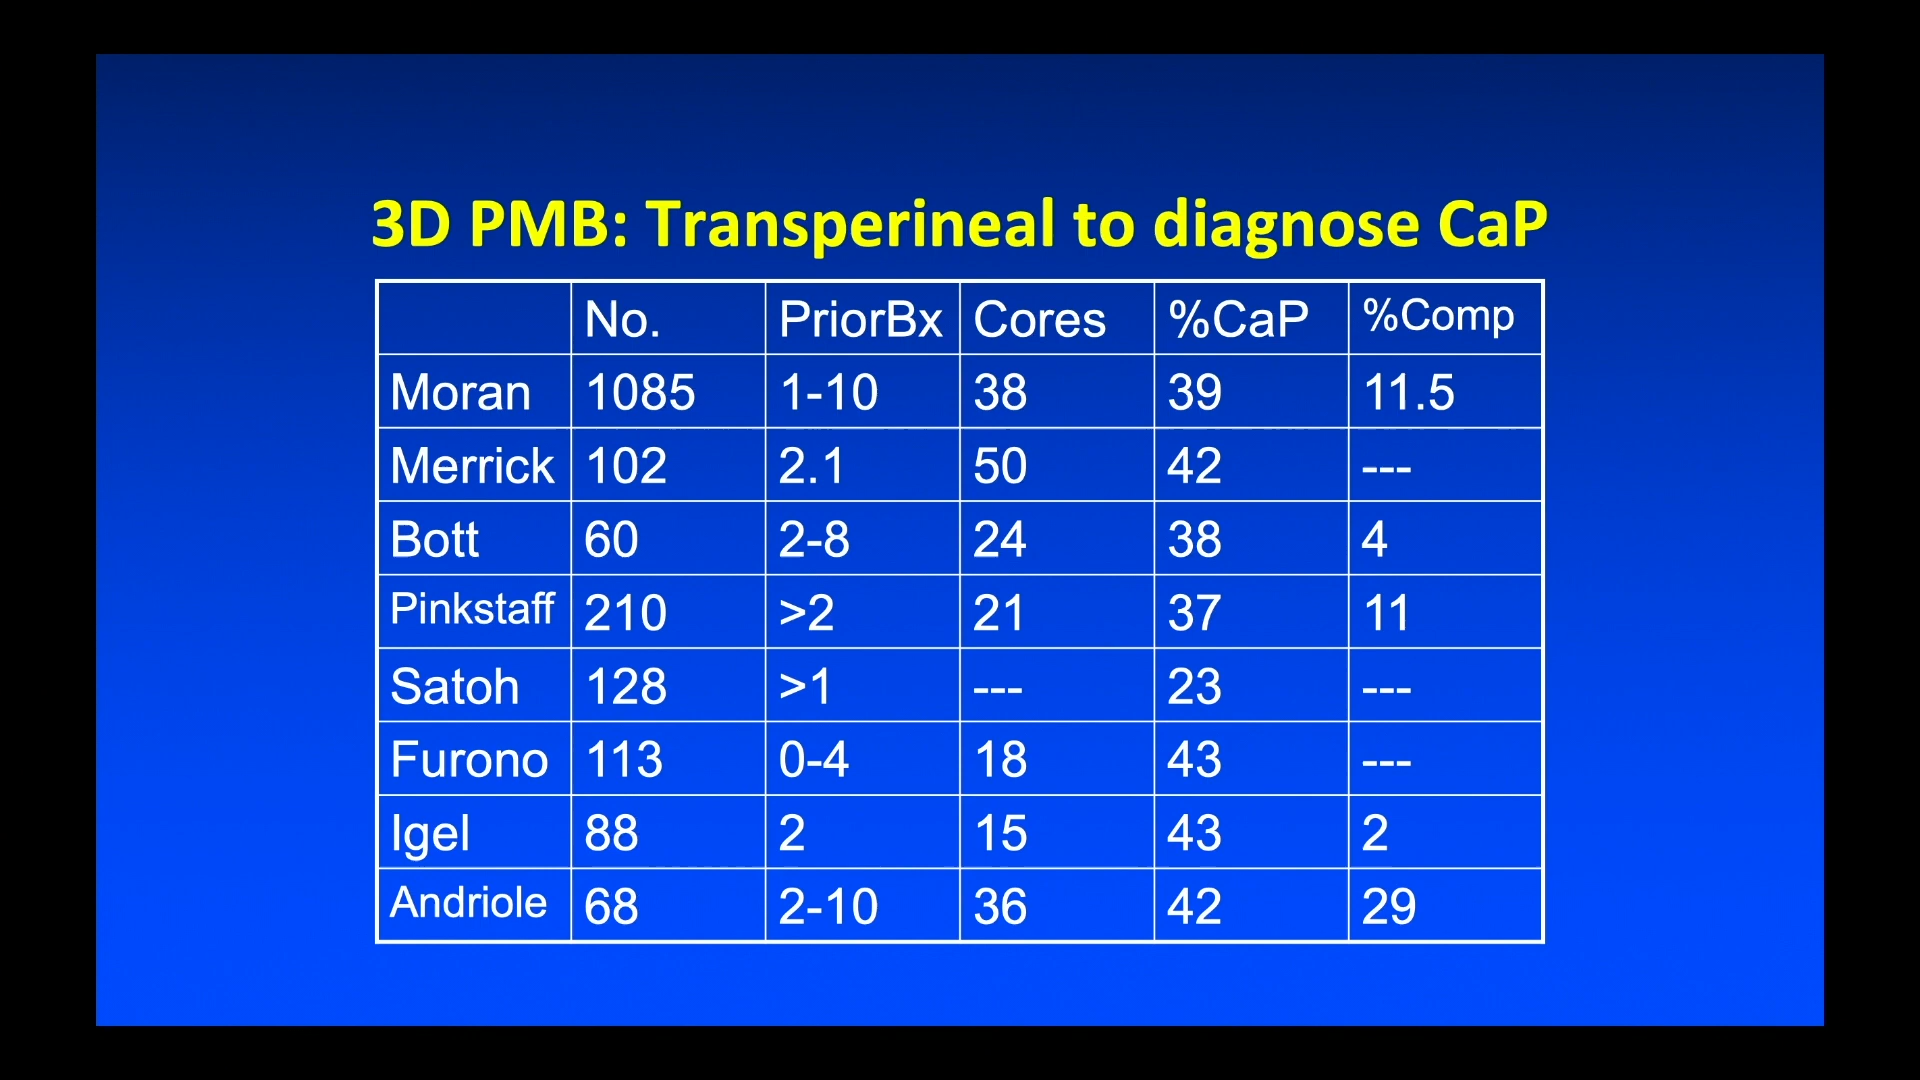 3D PMB: Transperineal to diagnose CaP
No. PriorBx Cores %CaP %Comp
Moran 1085 1-10 38 39 11.5
Merrick 102 2.1 50 42 ---
Bott 60 2-8 24 38 4
Pinkstaff 210 >2 21 37 11
Satoh 128 >1 --- 23 ---
Furono 113 0-4 18 43 ---
Igel 88 2 15 43 2
Andriole 68 2-10 36 42 29